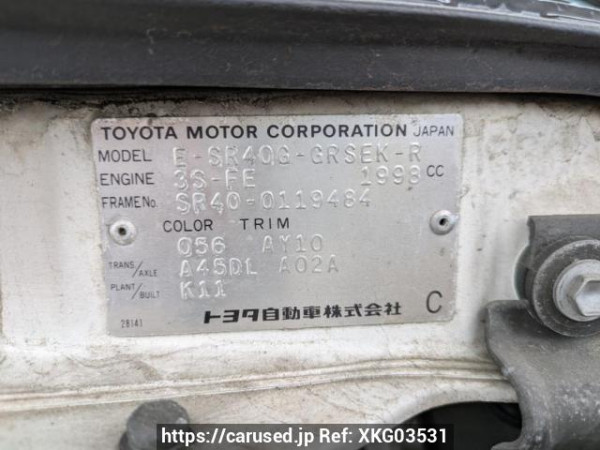 TOYOTA MOTOR CORPORATION JAPAN
MODEL E-SR40G-GRSEK-R
ENGINE 3S-FE 1998 CC
FRAME No. SR40-0119484
COLOR TRIM
056 AY10
TRANS/AXLE A45DL A02A
PLANT/BUILT K11
28141 トヨタ自動車株式会社 C
https://carused.jp Ref: XKG03531